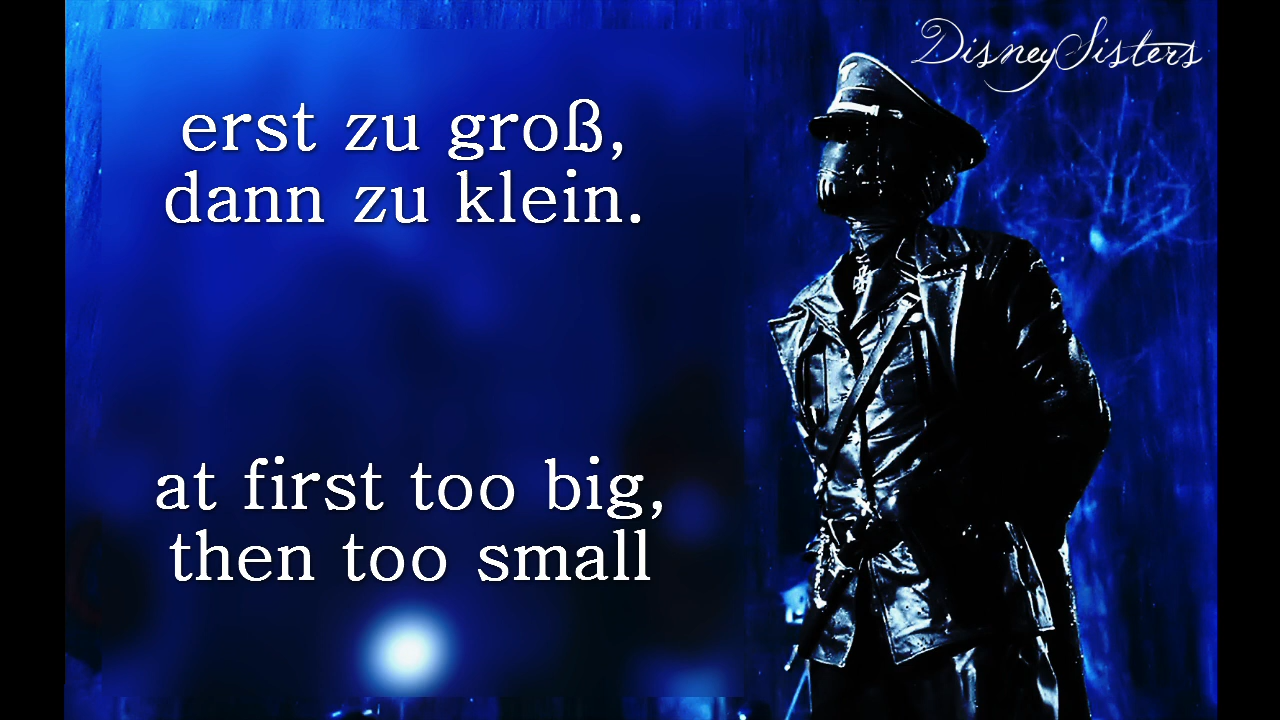 DisneySisters
erst zu groß,
dann zu klein.
at first too big,
then too small